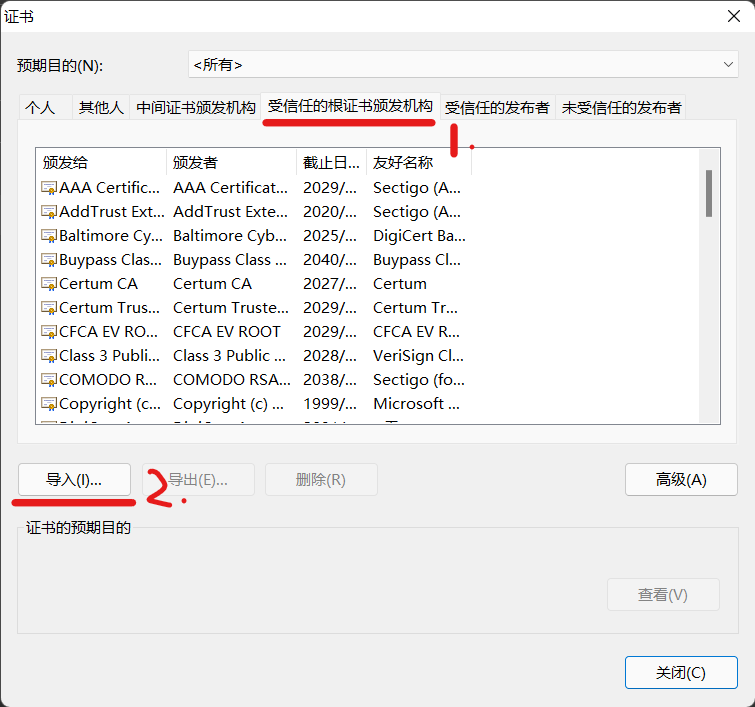 证书
预期目的(N):
<所有>
个人 其他人 中间证书颁发机构 受信任的根证书颁发机构 受信任的发布者 未受信任的发布者
1.
颁发给 颁发者 截止日... 友好名称
AAA Certific... AAA Certificat... 2029/... Sectigo (A...
AddTrust Ext... AddTrust Exte... 2020/... Sectigo (A...
Baltimore Cy... Baltimore Cyb... 2025/... DigiCert Ba...
Buypass Clas... Buypass Class ... 2040/... Buypass Cl...
Certum CA Certum CA 2027/... Certum
Certum Trus... Certum Truste... 2029/... Certum Tr...
CFCA EV RO... CFCA EV ROOT 2029/... CFCA EV R...
Class 3 Publi... Class 3 Public ... 2028/... VeriSign Cl...
COMODO R... COMODO RSA... 2038/... Sectigo (fo...
Copyright (c... Copyright (c) ... 1999/... Microsoft ...
导入(I)... 2. 导出(E)... 删除(R) 高级(A)
证书的预期目的
查看(V)
关闭(C)